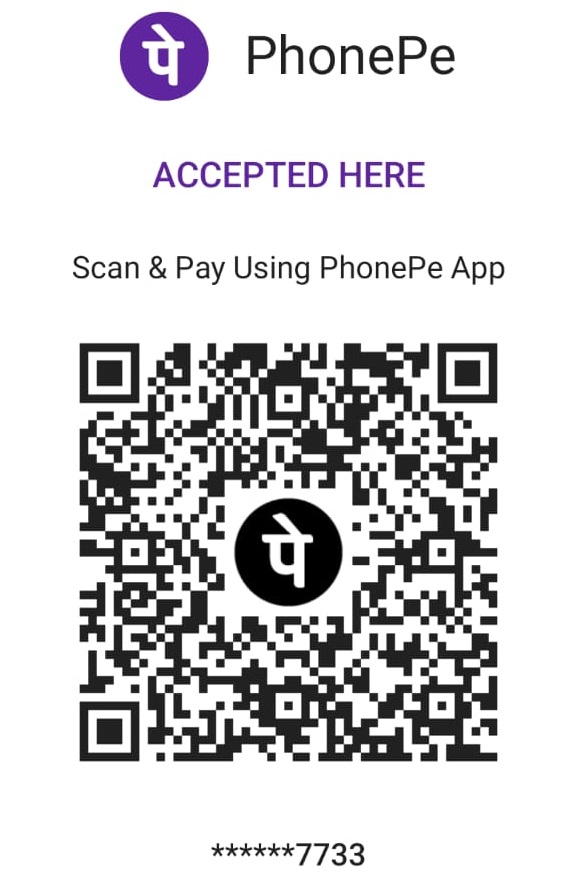 पे PhonePe
ACCEPTED HERE
Scan & Pay Using PhonePe App
पे
******7733